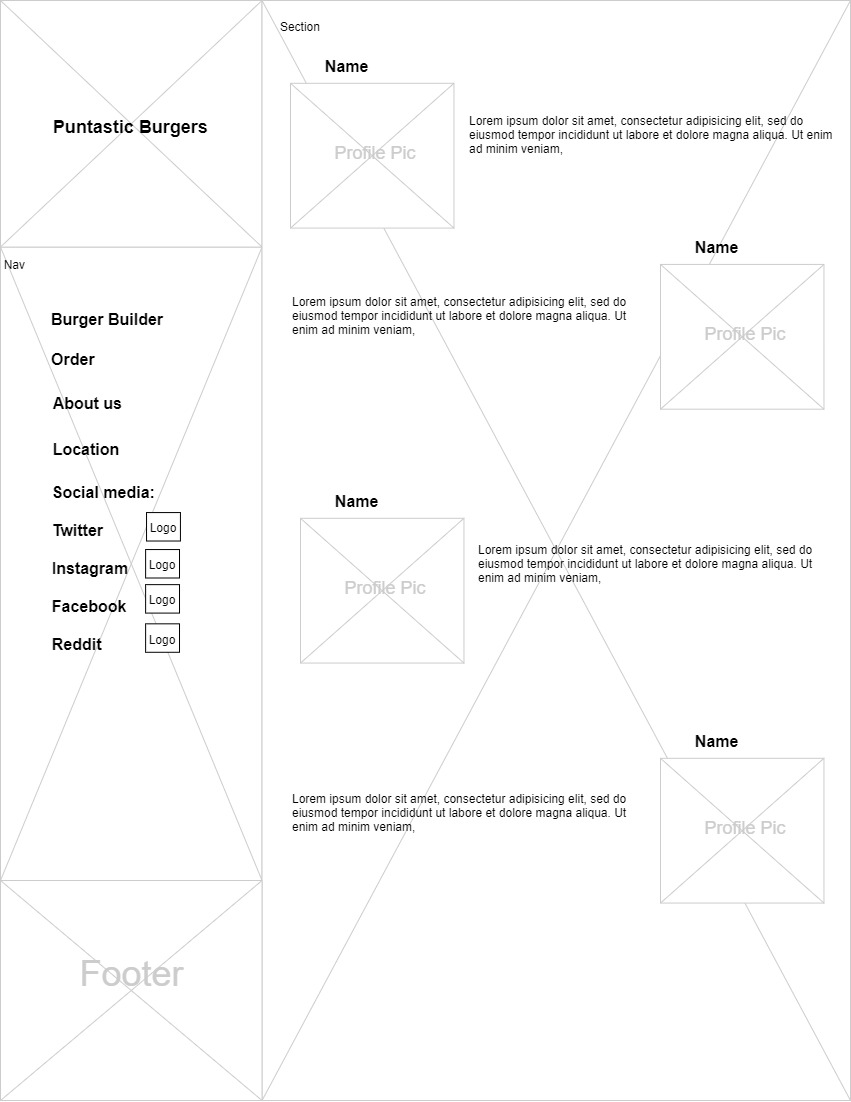 Puntastic Burgers
Nav
Burger Builder
Order
About us
Location
Social media:
Twitter
Logo
Instagram
Logo
Facebook
Logo
Reddit
Logo
Footer
Section
Name
Profile Pic
Lorem ipsum dolor sit amet, consectetur adipisicing elit, sed do
eiusmod tempor incididunt ut labore et dolore magna aliqua. Ut enim
ad minim veniam,
Name
Lorem ipsum dolor sit amet, consectetur adipisicing elit, sed do
eiusmod tempor incididunt ut labore et dolore magna aliqua. Ut
enim ad minim veniam,
Profile Pic
Name
Profile Pic
Lorem ipsum dolor sit amet, consectetur adipisicing elit, sed do
eiusmod tempor incididunt ut labore et dolore magna aliqua. Ut
enim ad minim veniam,
Name
Lorem ipsum dolor sit amet, consectetur adipisicing elit, sed do
eiusmod tempor incididunt ut labore et dolore magna aliqua. Ut
enim ad minim veniam,
Profile Pic